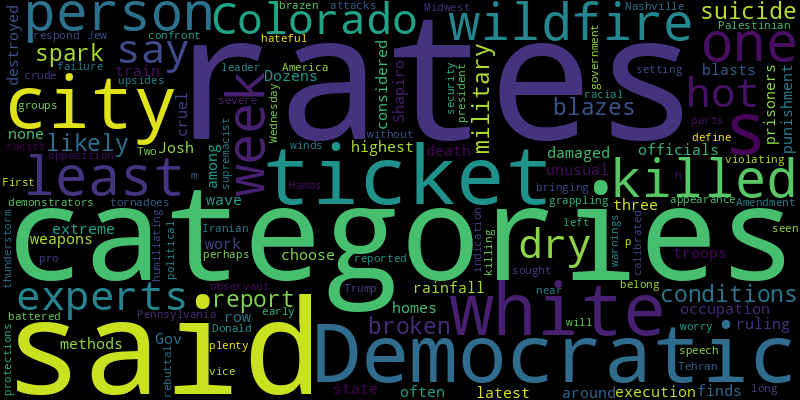 destroyed person Colorado brazen attacks Midwest Nashville suicide
respond Jew confront hateful wildfire Palestinian
failure spark say rates leader America upsides train Dozens considered Shapiro security president government setting one blasts
crude groups city week Wednesday military racial blazes hot prisoners punishment
none racist likely Two Josh cruel severe without highest officials parts define s
opposition among supremacist winds death damaged unusual violating
First least m ticket Hamas bringing killed h
demonstrators tornadoes wave grappling three appearance Amendment
thunderstorm extreme categories Iranian left warnings calibrated seen
weapons humiliating political work indication killing dry p troops
pro perhaps choose reported sought
observant Trump rainfall near belong
experts report homes white conditions
battered Pennsylvania row early broken will occupation
protections said Donald Democratic worry ruling
methods Gov rebuttal plenty speech Tehran
vice state often latest around execution finds long